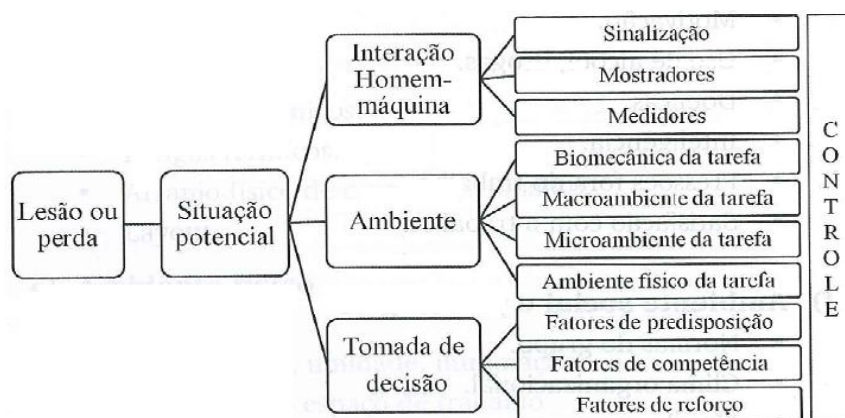 Lesão ou
perda
Situação
potencial
Interação
Homem-
máquina
Sinalização
Mostradores
Medidores
Ambiente
Biomecânica da tarefa
Macroambiente da tarefa
Microambiente da tarefa
Ambiente físico da tarefa
Tomada de
decisão
Fatores de predisposição
Fatores de competência
Fatores de reforço
C
O
N
T
R
O
L
E